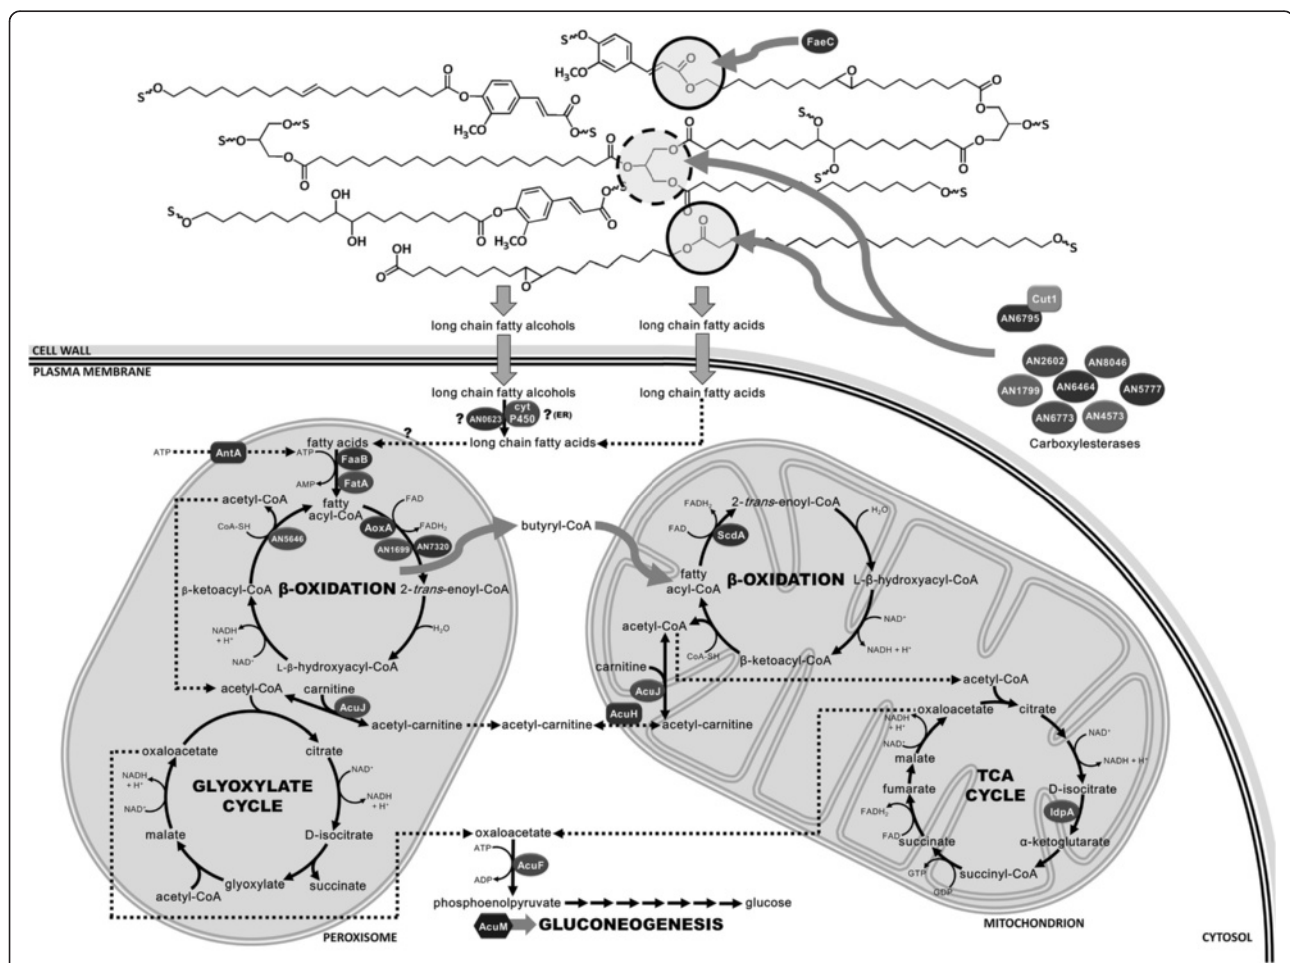 FaeC
S
O
O
H₃CO
O
O
O
S
O
O
O
H₃CO
O
O
S
O
O
O
S
O
S
S
O
O
O
O
O
O
O
O
O
O
S
O
S
O
S
O
O
O
O
O
S
S
O
OH
OH
O
O
H₃CO
O
O
S
OH
O
O
O
O
O
S
Cut1
AN6795
AN2602
AN8046
AN1799
AN6464
AN5777
AN6773
AN4573
Carboxylesterases
long chain fatty alcohols
long chain fatty acids
CELL WALL
PLASMA MEMBRANE
long chain fatty alcohols
long chain fatty acids
?
AN0623
cyt
P450
? (ER)
long chain fatty acids
?
fatty acids
ATP
AntA
ATP
FaaB
AMP
FatA
acetyl-CoA
fatty
acyl-CoA
FAD
CoA-SH
AoxA
FADH₂
AN5646
AN1699
AN7320
β-ketoacyl-CoA
β-OXIDATION
2-trans-enoyl-CoA
NADH
+ H⁺
NAD⁺
H₂O
L-β-hydroxyacyl-CoA
butyryl-CoA
FADH₂
2-trans-enoyl-CoA
FAD
ScdA
H₂O
fatty
acyl-CoA
β-OXIDATION
L-β-hydroxyacyl-CoA
acetyl-CoA
NAD⁺
CoA-SH
β-ketoacyl-CoA
NADH + H⁺
carnitine
AcuJ
AcuH
acetyl-carnitine
acetyl-CoA
carnitine
AcuJ
acetyl-carnitine
acetyl-carnitine
oxaloacetate
citrate
NADH
+ H⁺
NAD⁺
GLYOXYLATE
CYCLE
NAD⁺
NADH
+ H⁺
malate
D-isocitrate
glyoxylate
succinate
acetyl-CoA
PEROXISOME
acetyl-CoA
oxaloacetate
citrate
NADH
+ H⁺
NAD⁺
NAD⁺
NADH + H⁺
malate
TCA
CYCLE
fumarate
D-isocitrate
IdpA
FADH₂
FAD
succinate
α-ketoglutarate
GTP
GDP
succinyl-CoA
MITOCHONDRION
oxaloacetate
ATP
AcuF
ADP
phosphoenolpyruvate
glucose
AcuM
GLUCONEOGENESIS
CYTOSOL